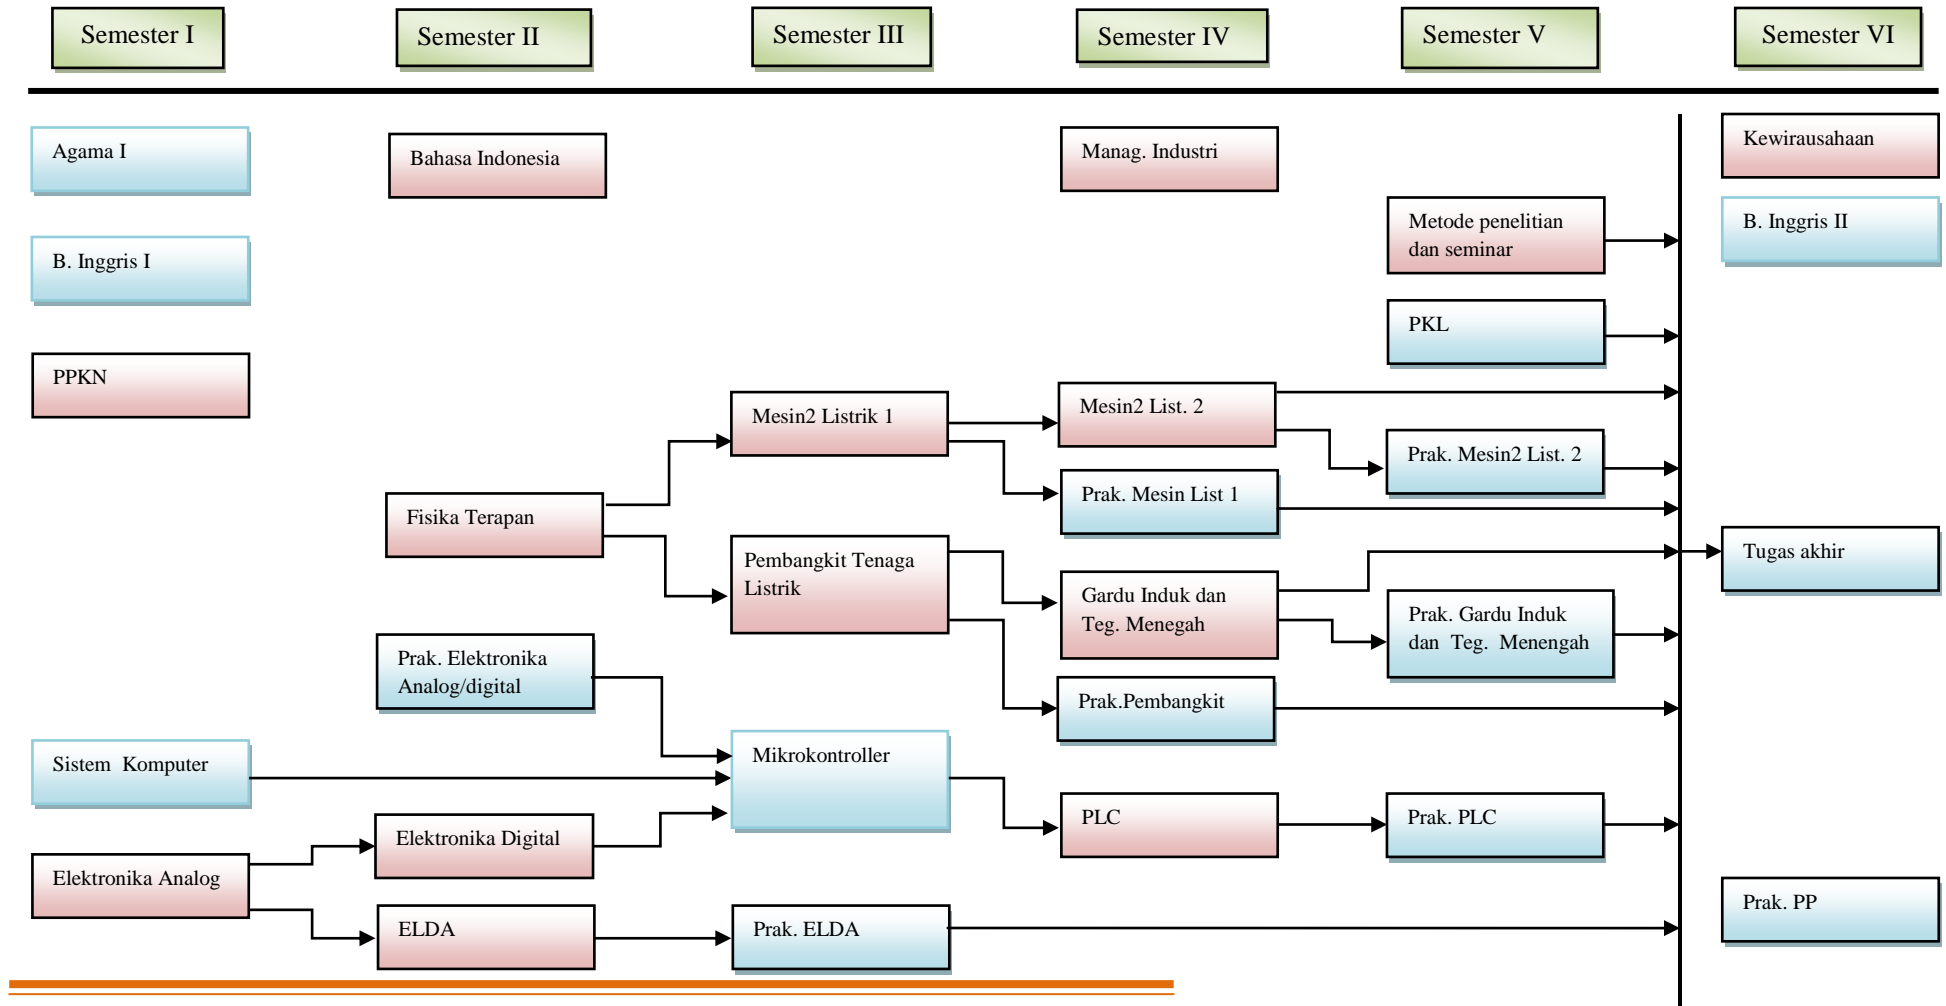 Semester I
Semester II
Semester III
Semester IV
Semester V
Semester VI
Agama I
B. Inggris I
PPKN
Sistem Komputer
Elektronika Analog
Bahasa Indonesia
Fisika Terapan
Prak. Elektronika
Analog/digital
Elektronika Digital
ELDA
Mesin2 Listrik 1
Pembangkit Tenaga
Listrik
Mikrokontroller
Prak. ELDA
Manag. Industri
Mesin2 List. 2
Prak. Mesin List 1
Gardu Induk dan
Teg. Menegah
Prak.Pembangkit
PLC
Metode penelitian
dan seminar
PKL
Prak. Mesin2 List. 2
Prak. Gardu Induk
dan Teg. Menengah
Prak. PLC
Kewirausahaan
B. Inggris II
Tugas akhir
Prak. PP